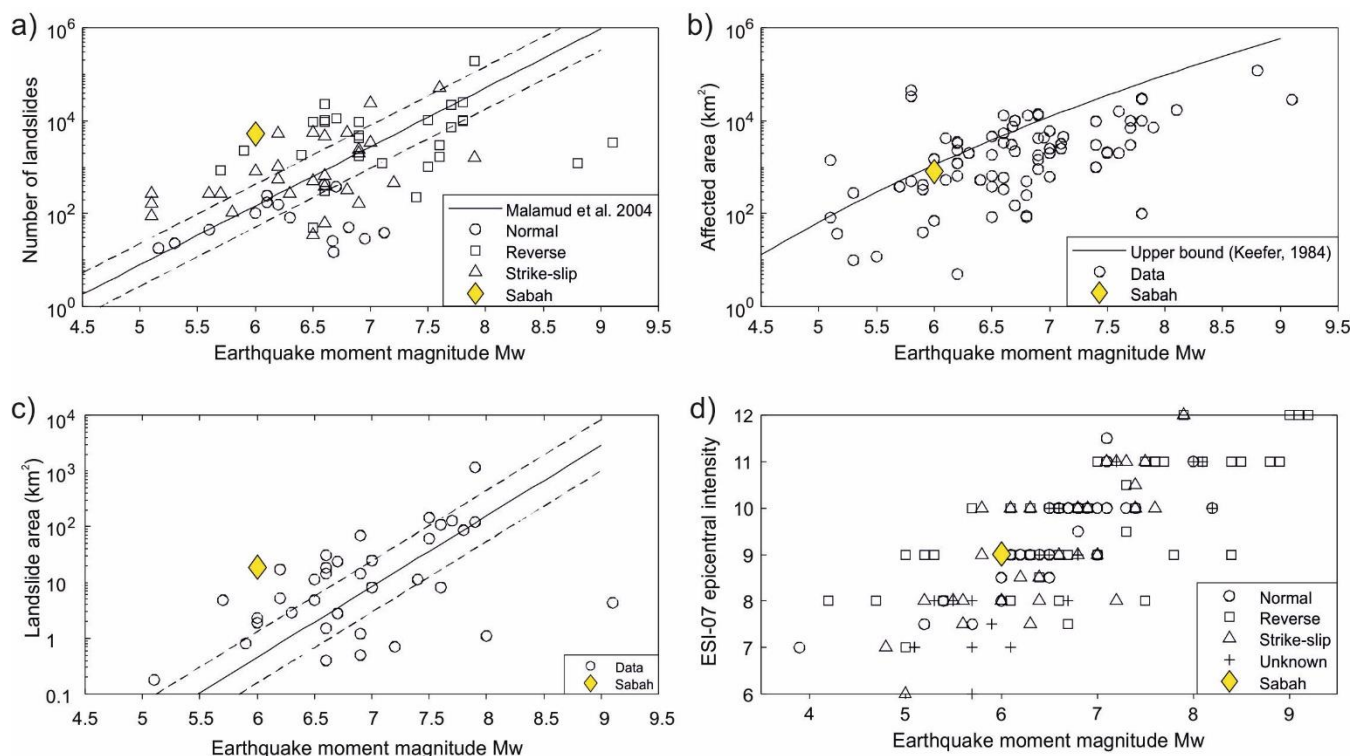 a)
10^6
10^4
10^2
10^0
Number of landslides
4.5 5 5.5 6 6.5 7 7.5 8 8.5 9 9.5
Earthquake moment magnitude Mw
Malamud et al. 2004
Normal
Reverse
Strike-slip
Sabah
b)
10^6
10^4
10^2
10^0
Affected area (km²)
4.5 5 5.5 6 6.5 7 7.5 8 8.5 9 9.5
Earthquake moment magnitude Mw
Upper bound (Keefer, 1984)
Data
Sabah
c)
10^4
10^3
10^2
10
1
0.1
Landslide area (km²)
4.5 5 5.5 6 6.5 7 7.5 8 8.5 9 9.5
Earthquake moment magnitude Mw
Data
Sabah
d)
12
11
10
9
8
7
6
ESI-07 epicentral intensity
4 5 6 7 8 9
Earthquake moment magnitude Mw
Normal
Reverse
Strike-slip
Unknown
Sabah